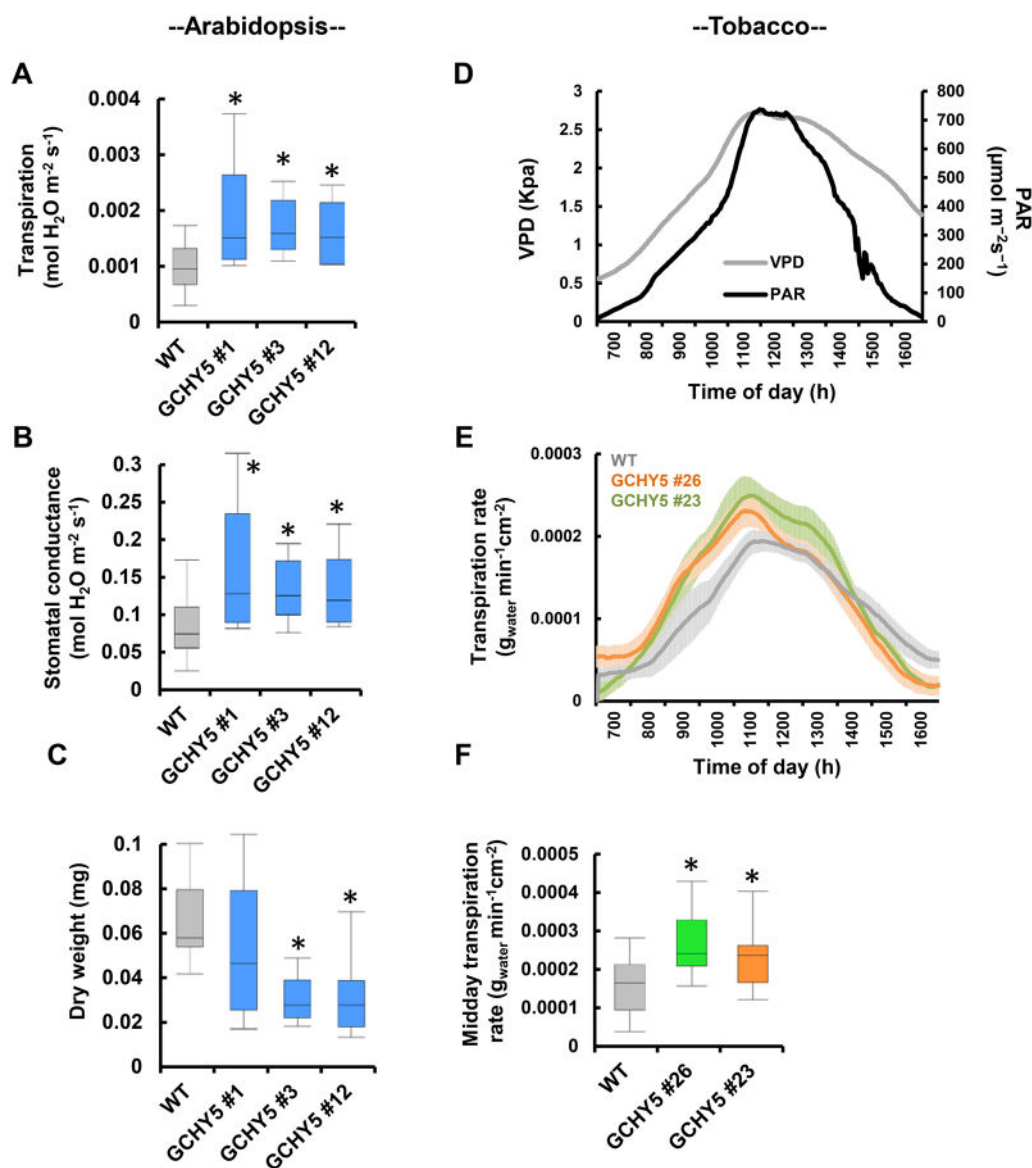 --Arabidopsis--
--Tobacco--
A
Transpiration
(mol H₂O m⁻² s⁻¹)
0.004
0.003
0.002
0.001
0
*
*
*
WT
GCHY5 #1
GCHY5 #3
GCHY5 #12
B
Stomatal conductance
(mol H₂O m⁻² s⁻¹)
0.3
0.25
0.2
0.15
0.1
0.05
0
*
*
*
WT
GCHY5 #1
GCHY5 #3
GCHY5 #12
C
Dry weight (mg)
0.1
0.08
0.06
0.04
0.02
0
*
*
WT
GCHY5 #1
GCHY5 #3
GCHY5 #12
D
VPD (Kpa)
3
2.5
2
1.5
1
0.5
0
VPD
PAR
800
700
600
500
400
300
200
100
0
PAR
(µmol m⁻²s⁻¹)
700
800
900
1000
1100
1200
1300
1400
1500
1600
Time of day (h)
E
Transpiration rate
(g_water min⁻¹cm⁻²)
0.0003
0.0002
0.0001
0
WT
GCHY5 #26
GCHY5 #23
700
800
900
1000
1100
1200
1300
1400
1500
1600
Time of day (h)
F
Midday transpiration
rate (g_water min⁻¹cm⁻²)
0.0005
0.0004
0.0003
0.0002
0.0001
0
*
*
WT
GCHY5 #26
GCHY5 #23